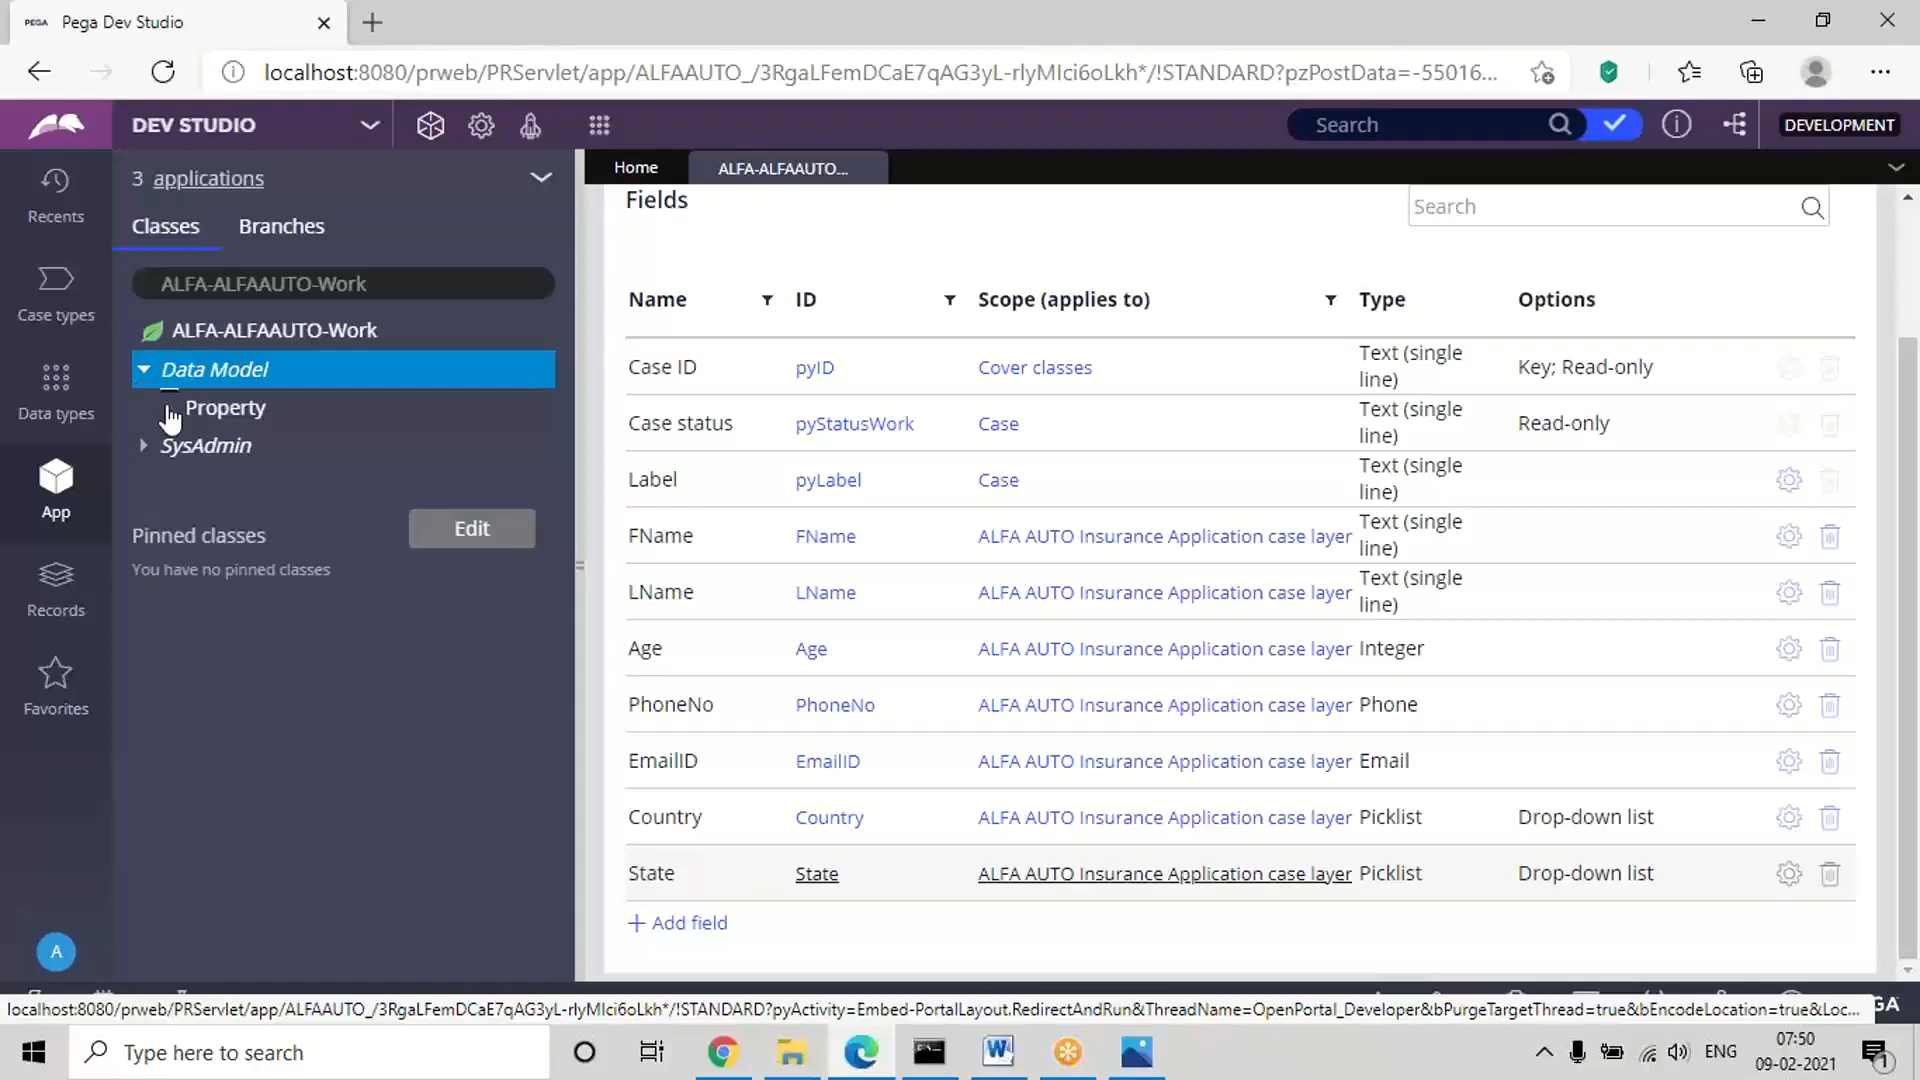 PEGA Pega Dev Studio
localhost:8080/prweb/PRServlet/app/ALFAAUTO_/3RgaLFemDCaE7qAG3yL-rlyMIci6oLkh*/!STANDARD?pzPostData=-55016...
DEV STUDIO
Search
DEVELOPMENT
Recents
Case types
Data types
App
Records
Favorites
A
3 applications
Classes Branches
ALFA-ALFAAUTO-Work
ALFA-ALFAAUTO-Work
Data Model
Property
SysAdmin
Pinned classes Edit
You have no pinned classes
Home ALFA-ALFAAUTO...
Fields Search
Name ID Scope (applies to) Type Options
Case ID pyID Cover classes Text (single line) Key; Read-only
Case status pyStatusWork Case Text (single line) Read-only
Label pyLabel Case Text (single line)
FName FName ALFA AUTO Insurance Application case layer Text (single line)
LName LName ALFA AUTO Insurance Application case layer Text (single line)
Age Age ALFA AUTO Insurance Application case layer Integer
PhoneNo PhoneNo ALFA AUTO Insurance Application case layer Phone
EmailID EmailID ALFA AUTO Insurance Application case layer Email
Country Country ALFA AUTO Insurance Application case layer Picklist Drop-down list
State State ALFA AUTO Insurance Application case layer Picklist Drop-down list
+ Add field
localhost:8080/prweb/PRServlet/app/ALFAAUTO_/3RgaLFemDCaE7qAG3yL-rlyMIci6oLkh*/!STANDARD?pyActivity=Embed-PortalLayout.RedirectAndRun&ThreadName=OpenPortal_Developer&bPurgeTargetThread=true&bEncodeLocation=true&Loc...
Type here to search
ENG
07:50
09-02-2021
1